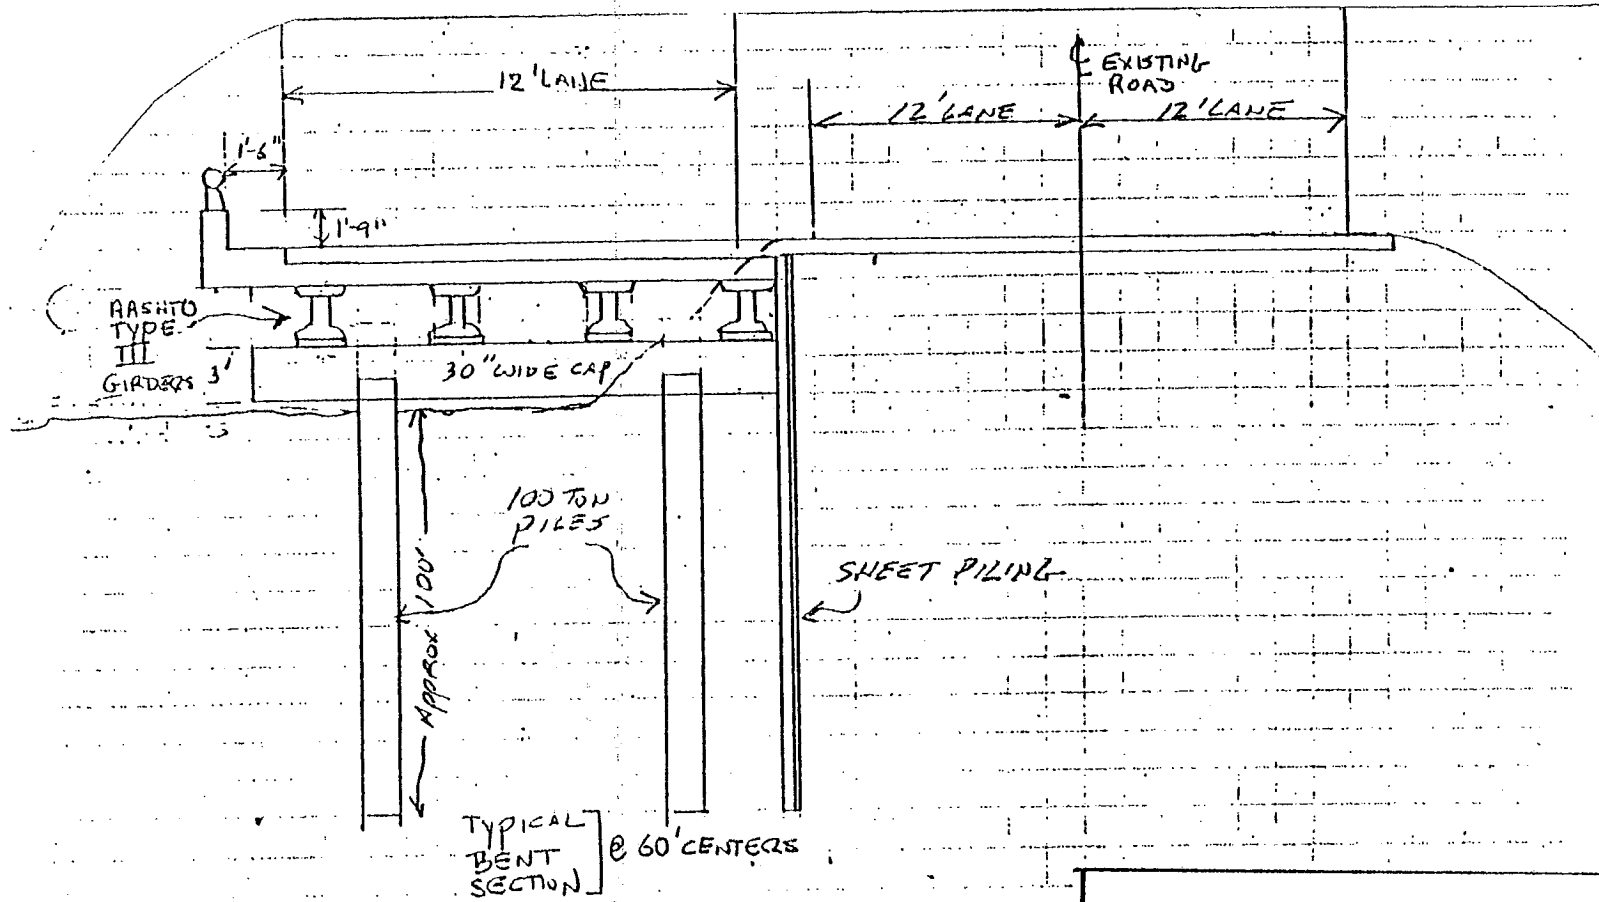 12' LANE
℄ EXISTING
ROAD
12' LANE
12' LANE
1'-6"
1'-9"
AASHTO
TYPE
III
GIRDERS
3'
30" WIDE CAP
100 TON
PILES
APPROX 100'
SHEET PILING
TYPICAL
BENT
SECTION
@ 60' CENTERS